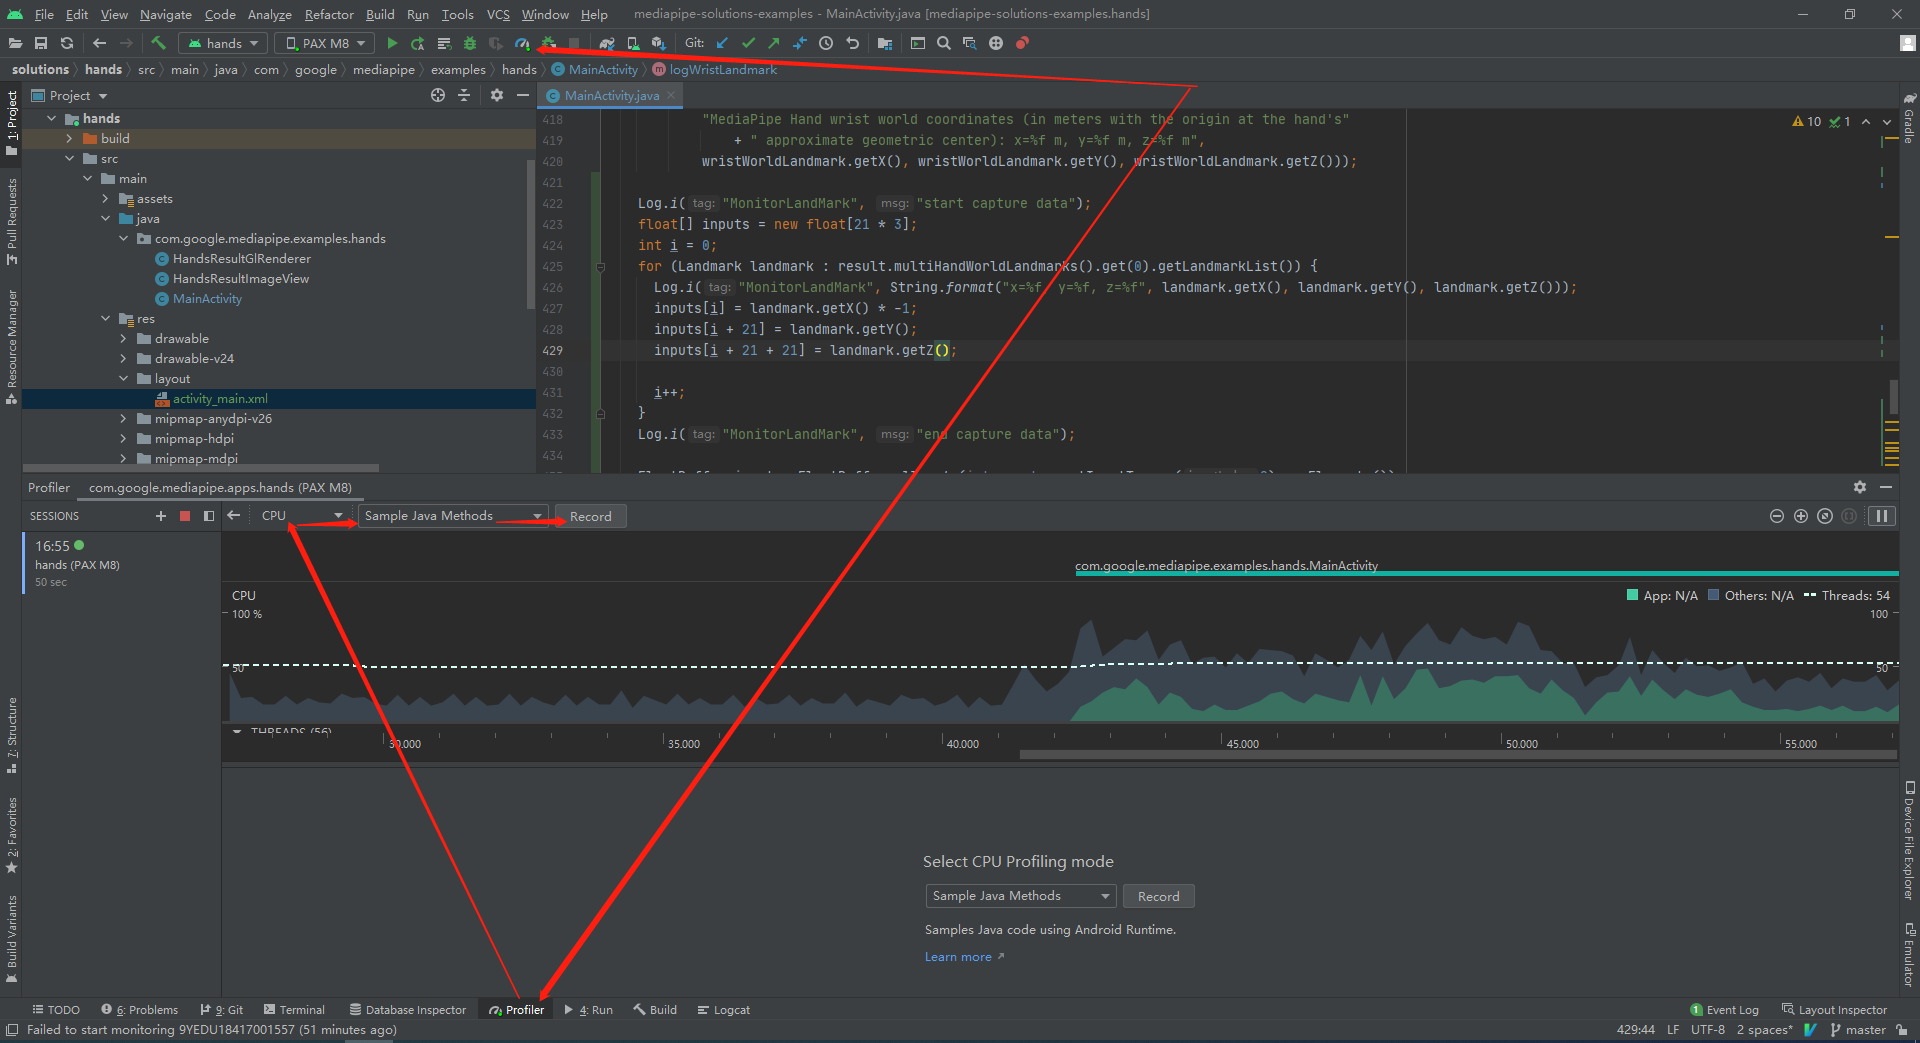 File Edit View Navigate Code Analyze Refactor Build Run Tools VCS Window Help mediapipe-solutions-examples - MainActivity.java [mediapipe-solutions-examples.hands]
hands PAX M8 Git:
solutions hands src main java com google mediapipe examples hands MainActivity logWristLandmark
Project
MainActivity.java
hands
build
src
main
assets
java
com.google.mediapipe.examples.hands
HandsResultGlRenderer
HandsResultImageView
MainActivity
res
drawable
drawable-v24
layout
activity_main.xml
mipmap-anydpi-v26
mipmap-hdpi
mipmap-mdpi
418 "MediaPipe Hand wrist world coordinates (in meters with the origin at the hand's"
419 + " approximate geometric center): x=%f m, y=%f m, z=%f m",
420 wristWorldLandmark.getX(), wristWorldLandmark.getY(), wristWorldLandmark.getZ()));
421
422 Log.i( tag: "MonitorLandMark", msg: "start capture data");
423 float[] inputs = new float[21 * 3];
424 int i = 0;
425 for (Landmark landmark : result.multiHandWorldLandmarks().get(0).getLandmarkList()) {
426 Log.i( tag: "MonitorLandMark", String.format("x=%f, y=%f, z=%f", landmark.getX(), landmark.getY(), landmark.getZ()));
427 inputs[i] = landmark.getX() * -1;
428 inputs[i + 21] = landmark.getY();
429 inputs[i + 21 + 21] = landmark.getZ();
430
431 i++;
432 }
433 Log.i( tag: "MonitorLandMark", msg: "end capture data");
434
10 1
1: Project
Pull Requests
Resource Manager
7: Structure
2: Favorites
Build Variants
Gradle
Device File Explorer
Emulator
Profiler com.google.mediapipe.apps.hands (PAX M8)
SESSIONS
CPU Sample Java Methods Record
16:55
hands (PAX M8)
50 sec
com.google.mediapipe.examples.hands.MainActivity
CPU
App: N/A Others: N/A Threads: 54
100 % 100
50 50
THREADS (56)
30.000 35.000 40.000 45.000 50.000 55.000
Select CPU Profiling mode
Sample Java Methods Record
Samples Java code using Android Runtime.
Learn more
TODO 6: Problems 9: Git Terminal Database Inspector Profiler 4: Run Build Logcat 1 Event Log Layout Inspector
Failed to start monitoring 9YEDU18417001557 (51 minutes ago) 429:44 LF UTF-8 2 spaces* master